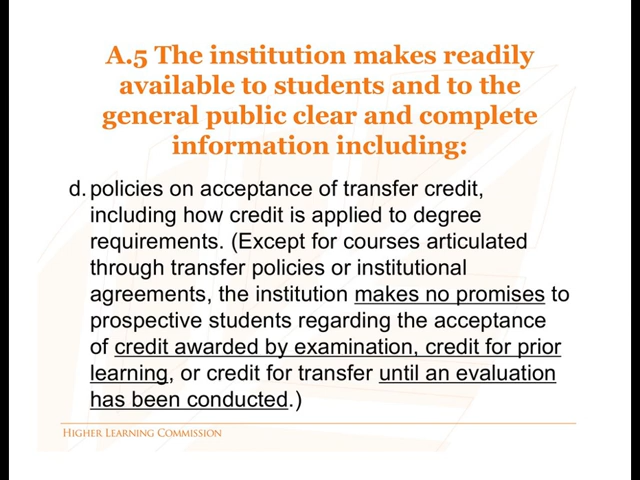 A.5 The institution makes readily
available to students and to the
general public clear and complete
information including:
d. policies on acceptance of transfer credit,
including how credit is applied to degree
requirements. (Except for courses articulated
through transfer policies or institutional
agreements, the institution makes no promises to
prospective students regarding the acceptance
of credit awarded by examination, credit for prior
learning, or credit for transfer until an evaluation
has been conducted.)
HIGHER LEARNING COMMISSION